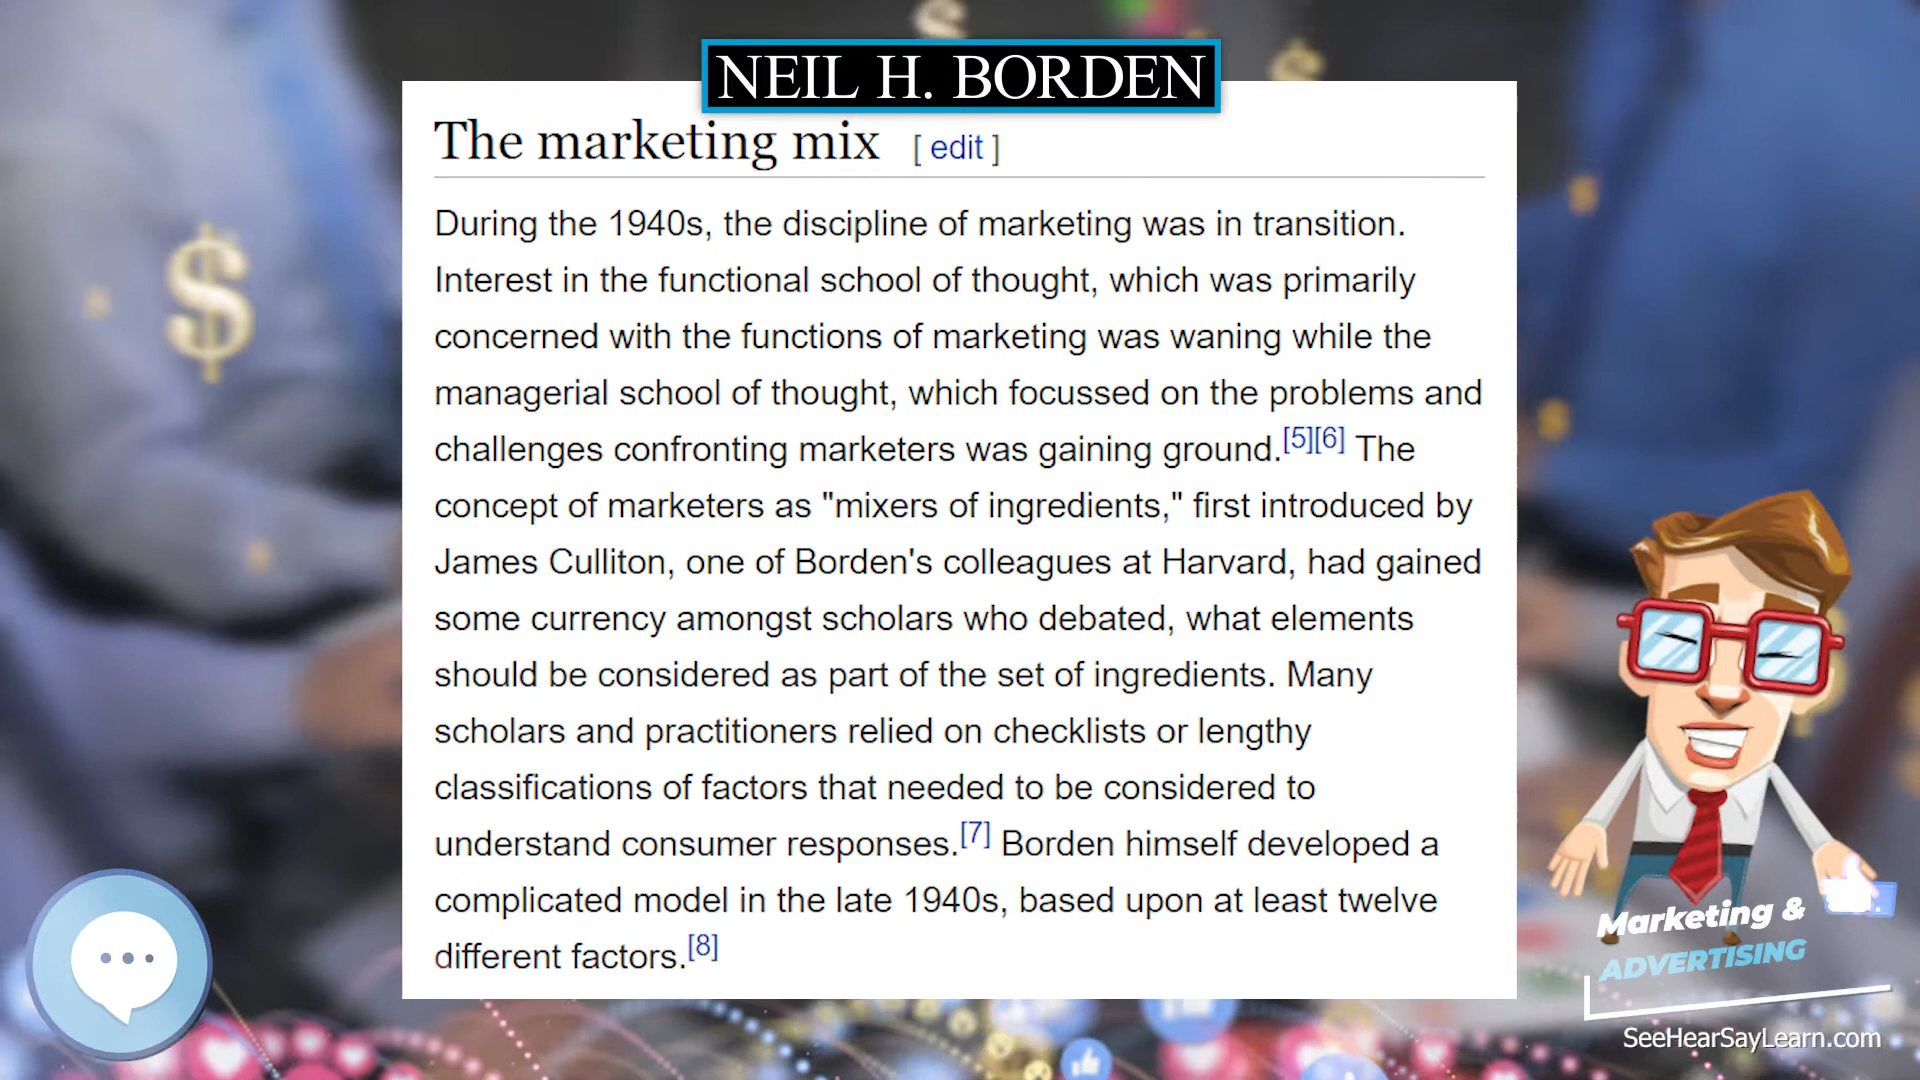 NEIL H. BORDEN
The marketing mix [ edit ]
During the 1940s, the discipline of marketing was in transition.
Interest in the functional school of thought, which was primarily
concerned with the functions of marketing was waning while the
managerial school of thought, which focussed on the problems and
challenges confronting marketers was gaining ground.[5][6] The
concept of marketers as "mixers of ingredients," first introduced by
James Culliton, one of Borden's colleagues at Harvard, had gained
some currency amongst scholars who debated, what elements
should be considered as part of the set of ingredients. Many
scholars and practitioners relied on checklists or lengthy
classifications of factors that needed to be considered to
understand consumer responses.[7] Borden himself developed a
complicated model in the late 1940s, based upon at least twelve
different factors.[8]
Marketing &
ADVERTISING
SeeHearSayLearn.com